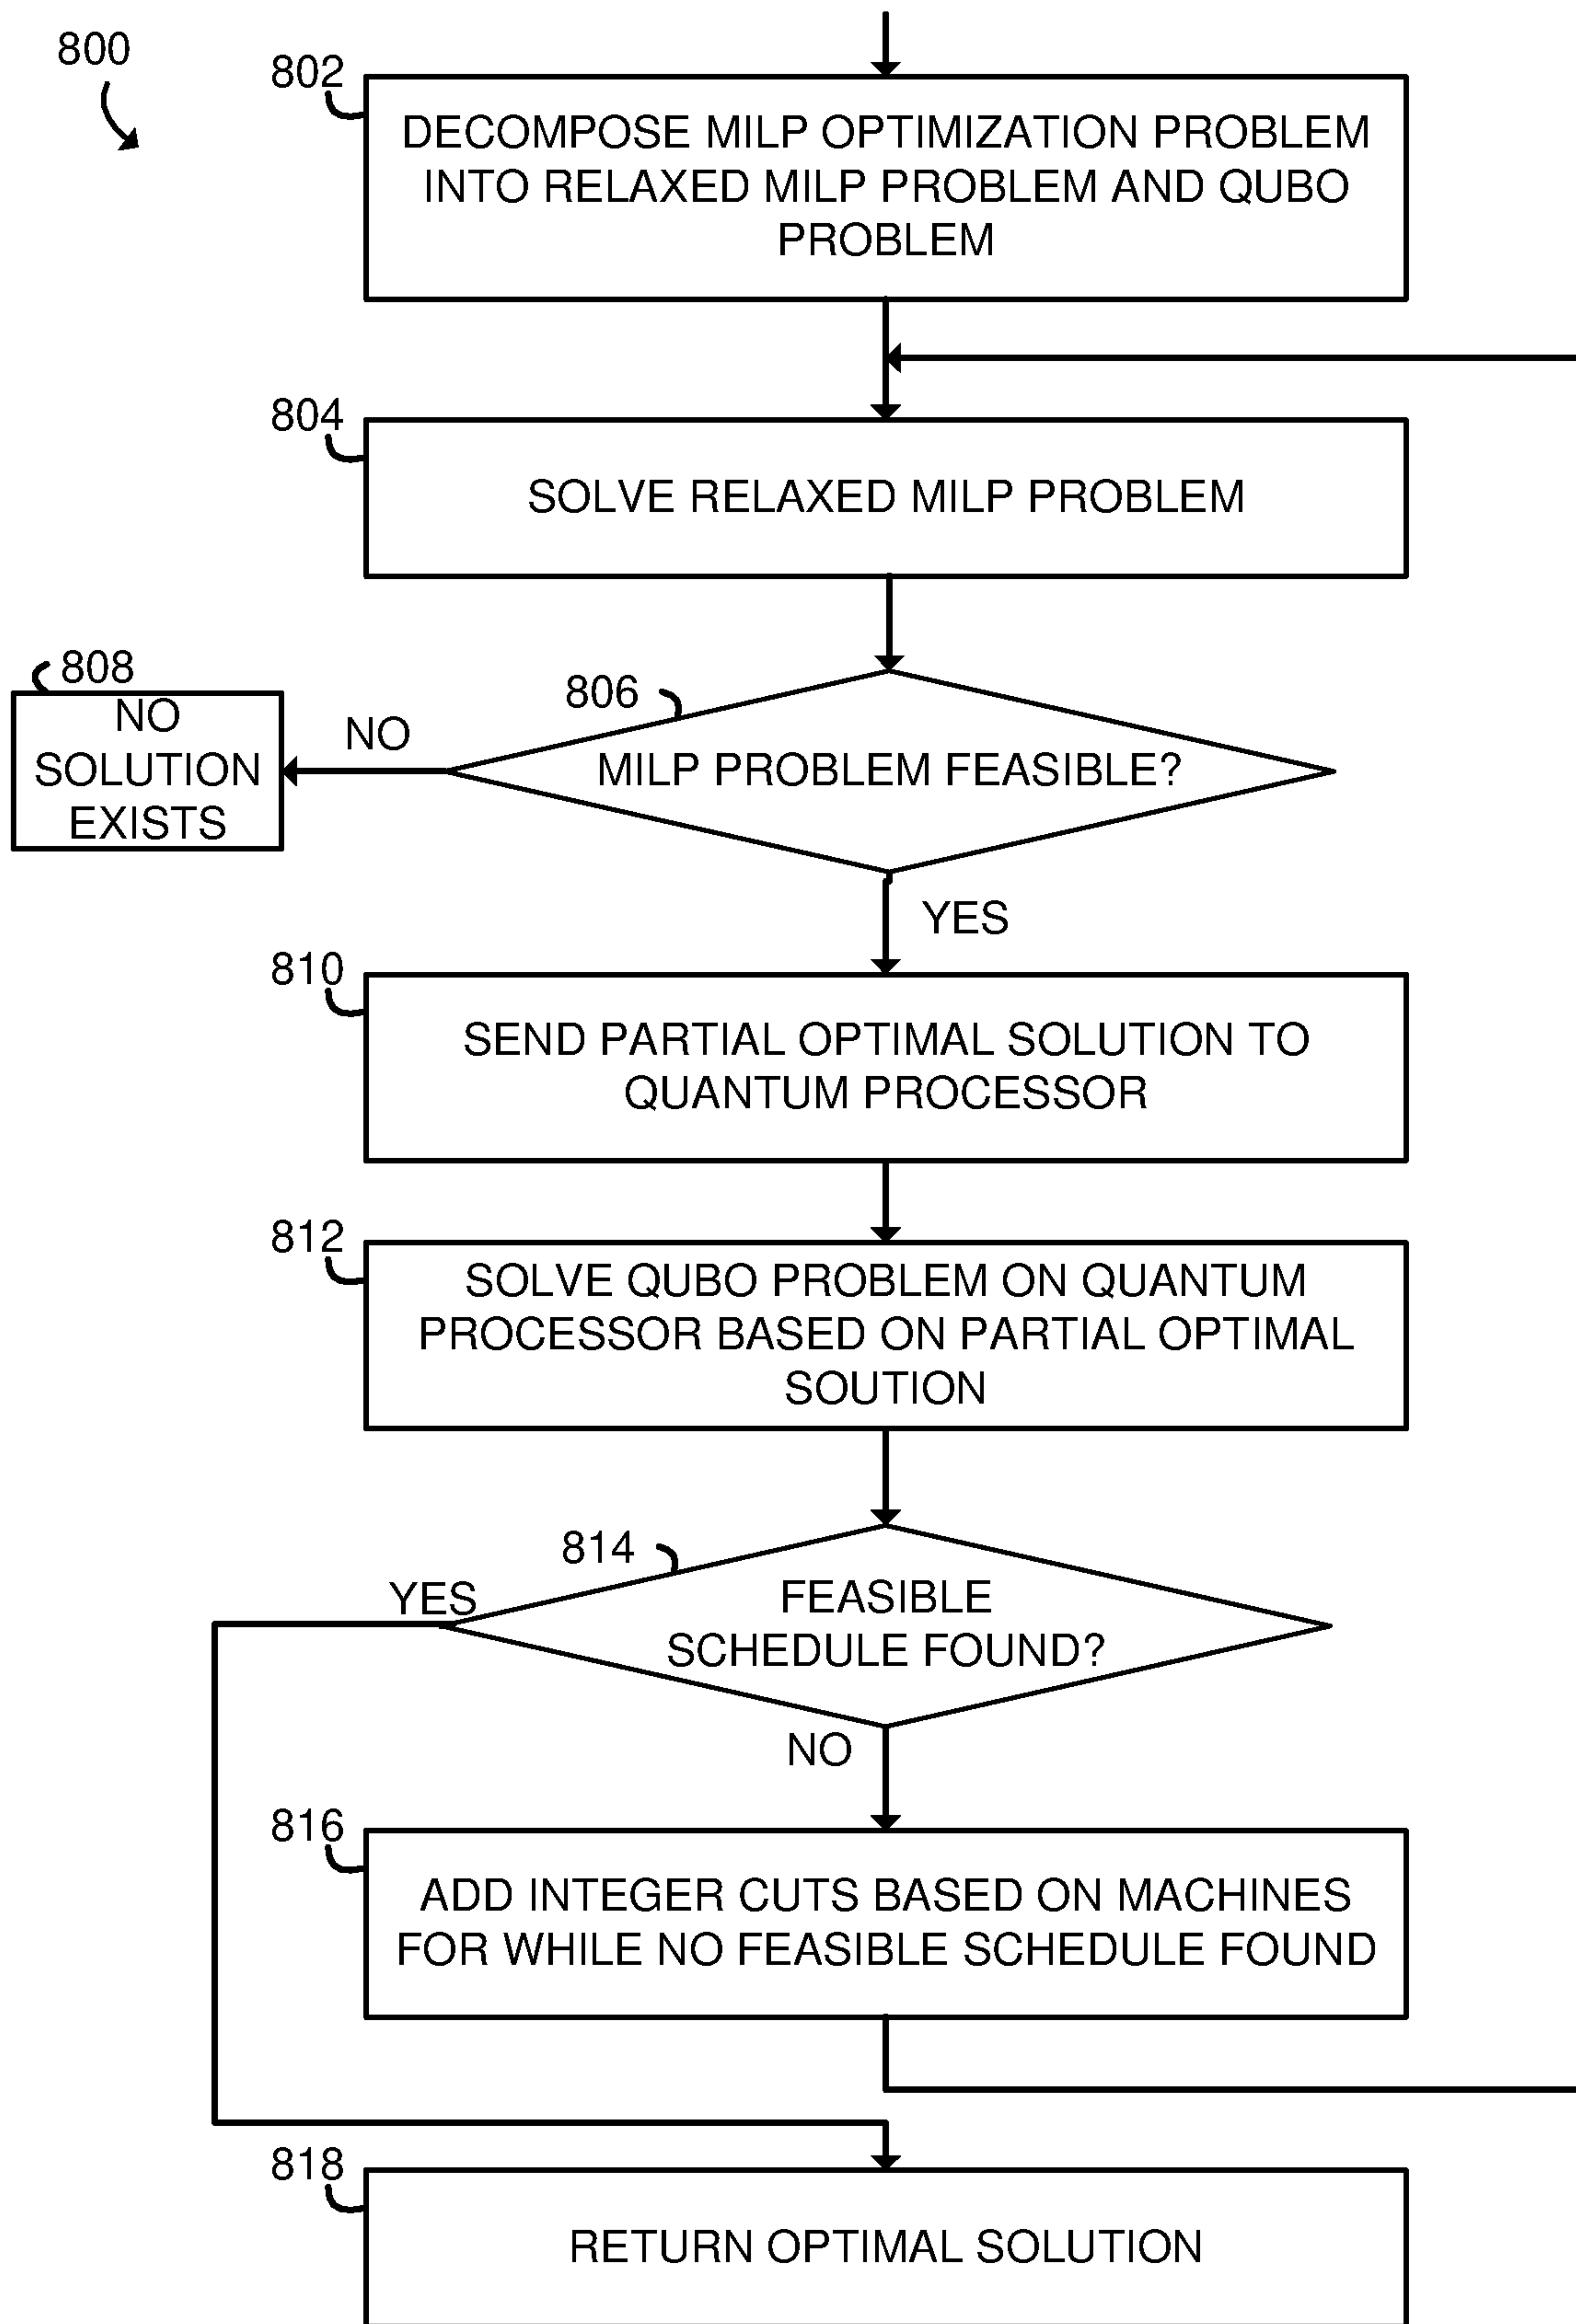 800
802
DECOMPOSE MILP OPTIMIZATION PROBLEM
INTO RELAXED MILP PROBLEM AND QUBO
PROBLEM
804
SOLVE RELAXED MILP PROBLEM
808
NO
SOLUTION
EXISTS
NO
806
MILP PROBLEM FEASIBLE?
YES
810
SEND PARTIAL OPTIMAL SOLUTION TO
QUANTUM PROCESSOR
812
SOLVE QUBO PROBLEM ON QUANTUM
PROCESSOR BASED ON PARTIAL OPTIMAL
SOUTION
814
YES
FEASIBLE
SCHEDULE FOUND?
NO
816
ADD INTEGER CUTS BASED ON MACHINES
FOR WHILE NO FEASIBLE SCHEDULE FOUND
818
RETURN OPTIMAL SOLUTION